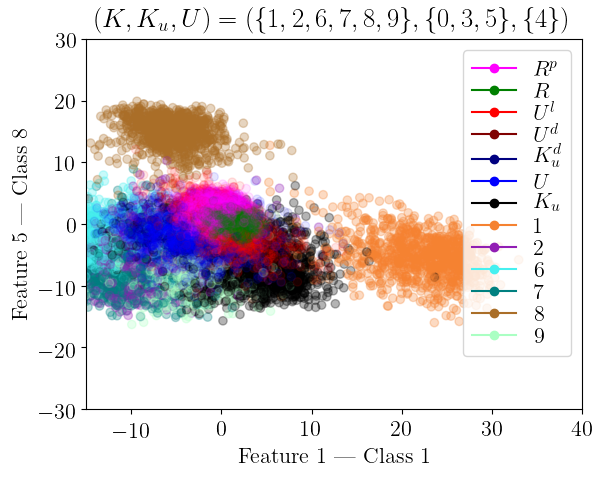 (K, K_u, U) = ({1, 2, 6, 7, 8, 9}, {0, 3, 5}, {4})
30
20
10
0
−10
−20
−30
Feature 5 — Class 8
R^p
R
U^l
U^d
K_u^d
U
K_u
1
2
6
7
8
9
−10
0
10
20
30
40
Feature 1 — Class 1